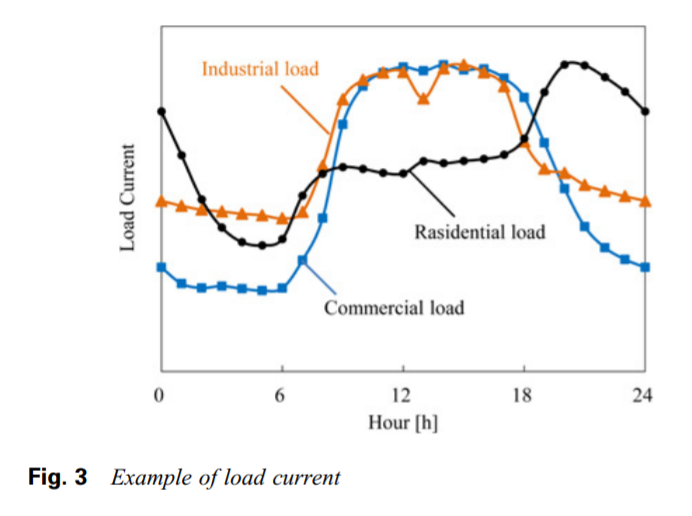 Industrial load
Load Current
Rasidential load
Commercial load
0 6 12 18 24
Hour [h]
Fig. 3 Example of load current